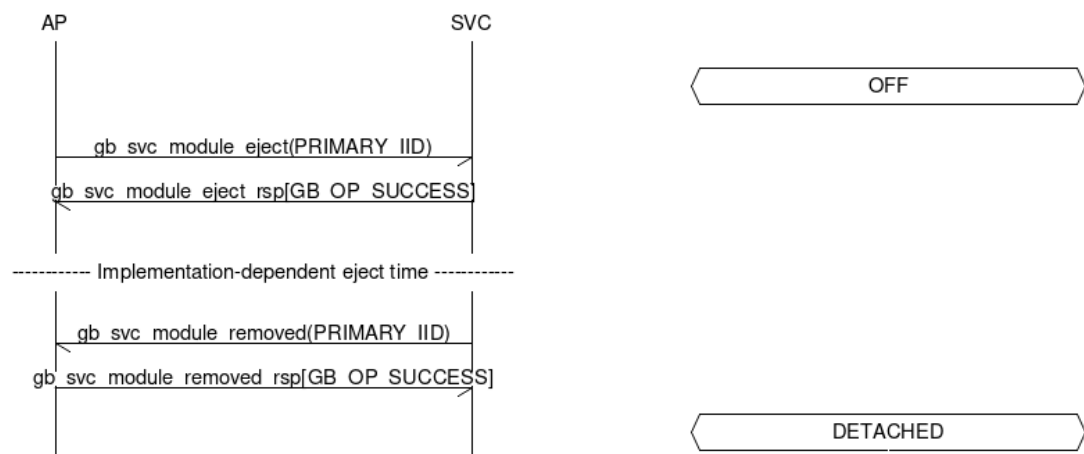 AP SVC
OFF
gb_svc_module_eject(PRIMARY_IID)
gb_svc_module_eject_rsp[GB_OP_SUCCESS]
------------ Implementation-dependent eject time ------------
gb_svc_module_removed(PRIMARY_IID)
gb_svc_module_removed_rsp[GB_OP_SUCCESS]
DETACHED